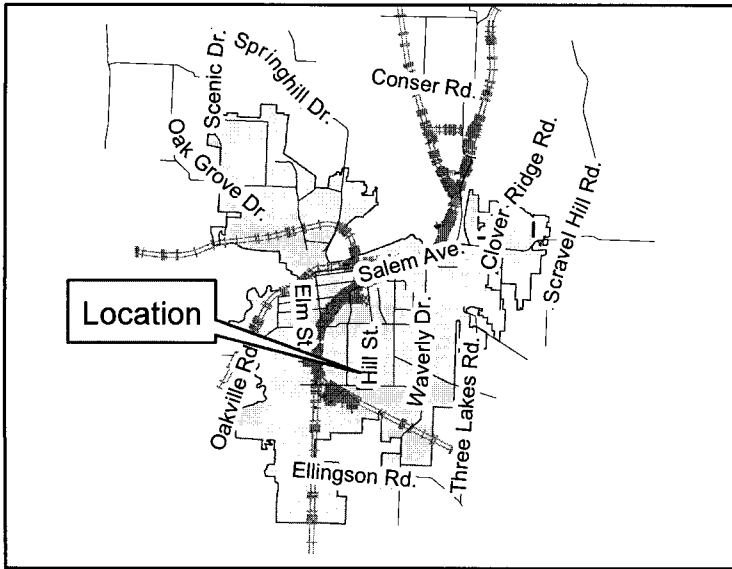 Scenic Dr.
Springhill Dr.
Conser Rd.
Oak Grove Dr.
Clover Ridge Rd.
Scravel Hill Rd.
Salem Ave.
Location
Elm St
Hill St.
Waverly Dr.
Oakville Rd
Three Lakes Rd.
Ellingson Rd.